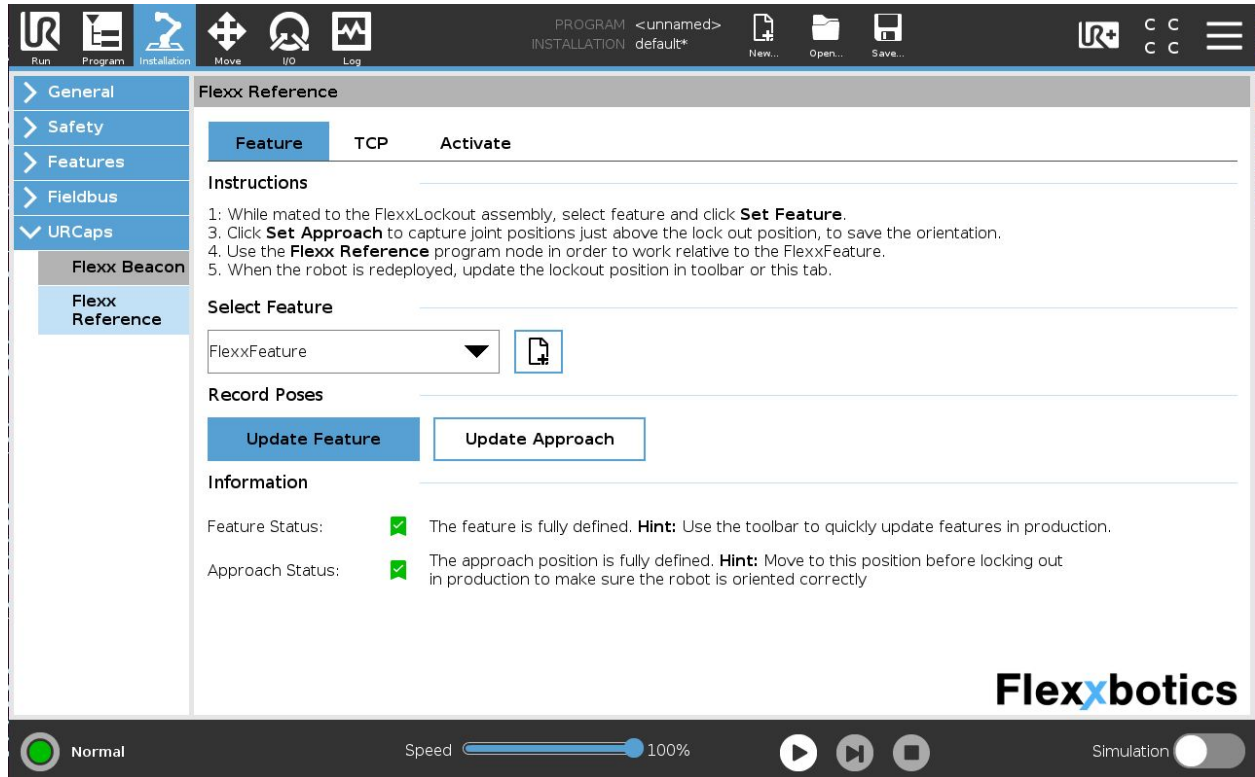 PROGRAM <unnamed>
INSTALLATION default*
UR
UR+
C C
C C
Run Program Installation Move I/O Log New... Open... Save...
General
Safety
Features
Fieldbus
URCaps
Flexx Beacon
Flexx
Reference
Flexx Reference
Feature TCP Activate
Instructions
1: While mated to the FlexxLockout assembly, select feature and click Set Feature.
3. Click Set Approach to capture joint positions just above the lock out position, to save the orientation.
4. Use the Flexx Reference program node in order to work relative to the FlexxFeature.
5. When the robot is redeployed, update the lockout position in toolbar or this tab.
Select Feature
FlexxFeature
Record Poses
Update Feature Update Approach
Information
Feature Status: The feature is fully defined. Hint: Use the toolbar to quickly update features in production.
Approach Status: The approach position is fully defined. Hint: Move to this position before locking out
in production to make sure the robot is oriented correctly
Flexxbotics
Normal Speed 100% Simulation